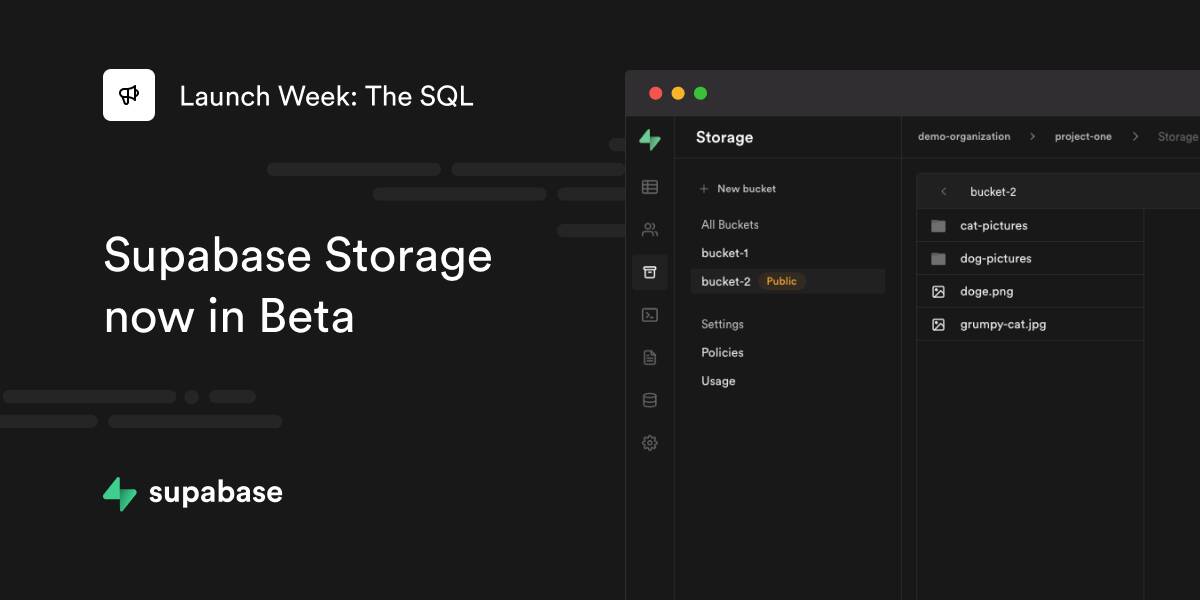 Launch Week: The SQL
Supabase Storage
now in Beta
supabase
Storage
demo-organization > project-one > Storage
+ New bucket
All Buckets
bucket-1
bucket-2 Public
Settings
Policies
Usage
< bucket-2
cat-pictures
dog-pictures
doge.png
grumpy-cat.jpg